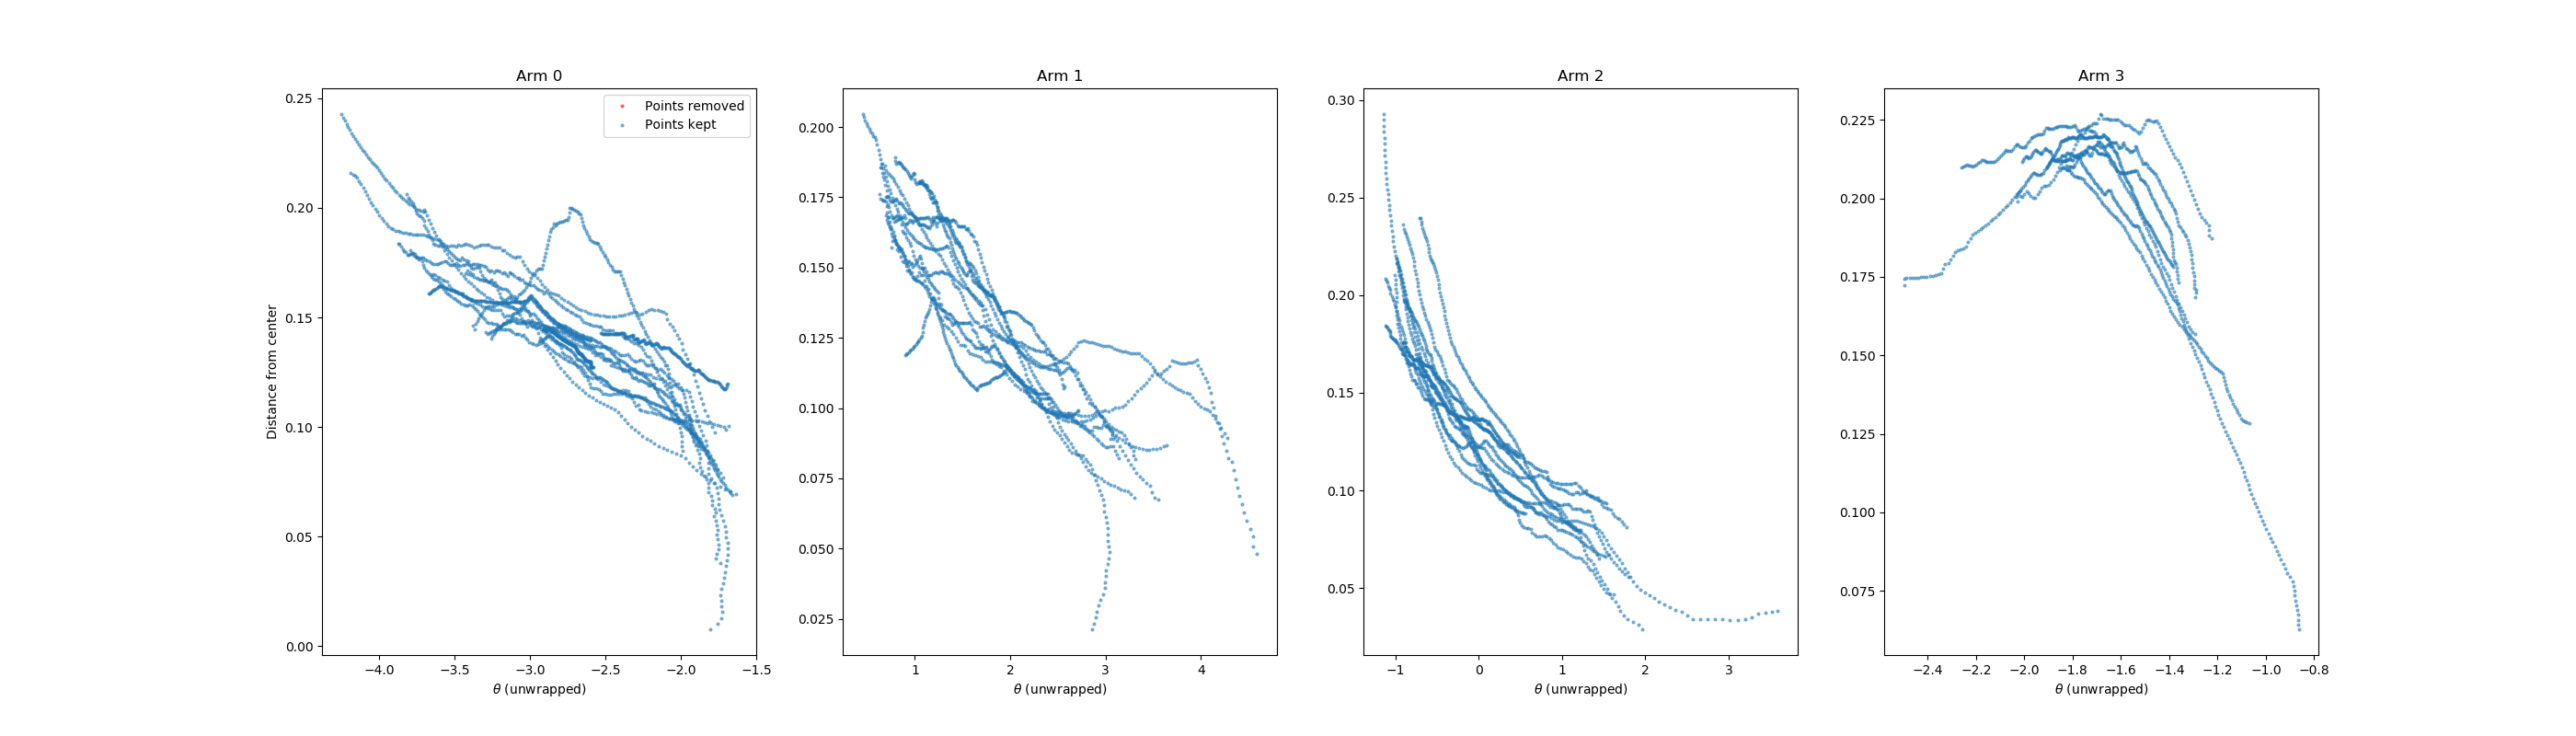 Arm 0
Points removed
Points kept
Distance from center
0.25
0.20
0.15
0.10
0.05
0.00
−4.0 −3.5 −3.0 −2.5 −2.0 −1.5
θ (unwrapped)
Arm 1
0.200
0.175
0.150
0.125
0.100
0.075
0.050
0.025
1 2 3 4
θ (unwrapped)
Arm 2
0.30
0.25
0.20
0.15
0.10
0.05
−1 0 1 2 3
θ (unwrapped)
Arm 3
0.225
0.200
0.175
0.150
0.125
0.100
0.075
−2.4 −2.2 −2.0 −1.8 −1.6 −1.4 −1.2 −1.0 −0.8
θ (unwrapped)